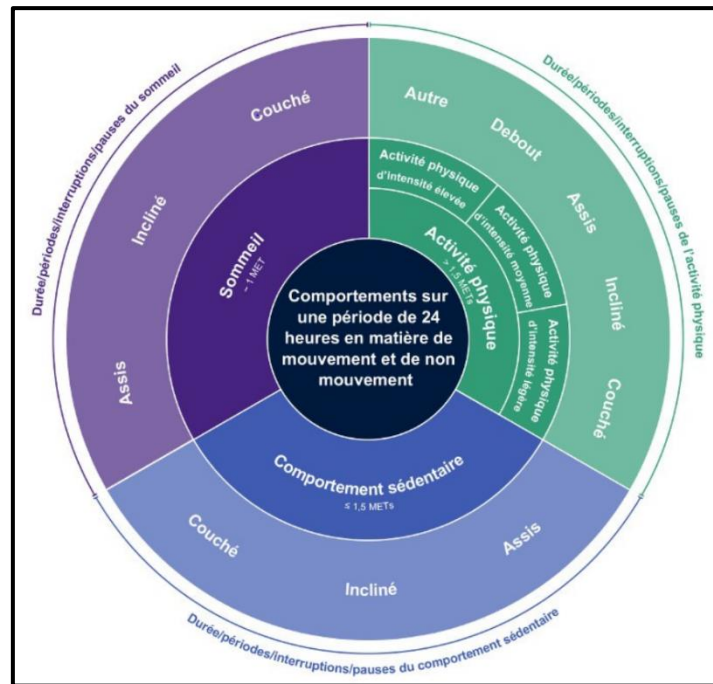 Durée/périodes/interruptions/pauses du sommeil
Durée/périodes/interruptions/pauses de l'activité physique
Couché
Incliné
Assis
Autre
Debout
Assis
Incliné
Couché
Activité physique
d'intensité élevée
Activité physique
d'intensité moyenne
Activité physique
d'intensité légère
Sommeil
~ 1 MET
Activité physique
> 1.5 METs
Comportements sur
une période de 24
heures en matière de
mouvement et de non
mouvement
Comportement sédentaire
≤ 1,5 METs
Couché
Incliné
Assis
Durée/périodes/interruptions/pauses du comportement sédentaire